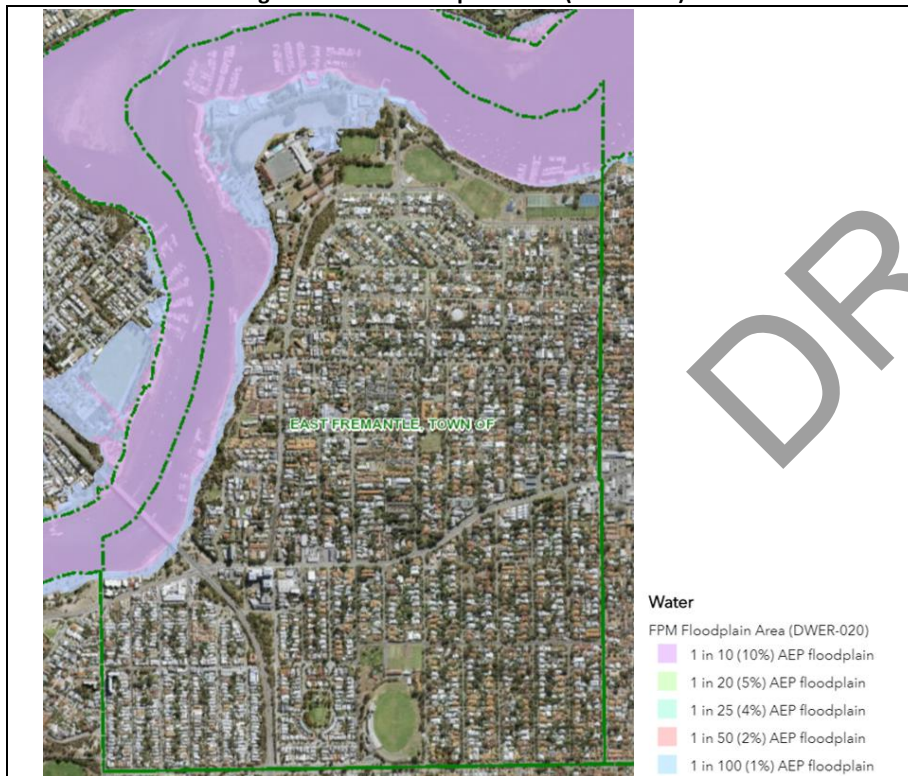 EAST FREMANTLE, TOWN OF
DR
Water
FPM Floodplain Area (DWER-020)
1 in 10 (10%) AEP floodplain
1 in 20 (5%) AEP floodplain
1 in 25 (4%) AEP floodplain
1 in 50 (2%) AEP floodplain
1 in 100 (1%) AEP floodplain